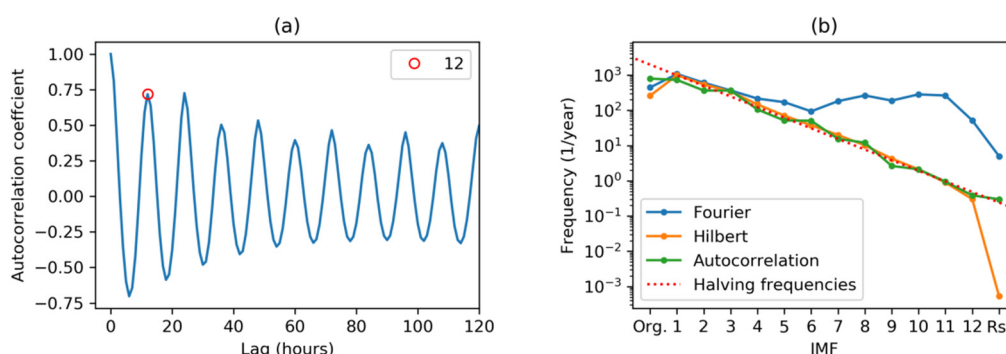 (a)
1.00
0.75
0.50
0.25
0.00
−0.25
−0.50
−0.75
Autocorrelation coeffcient
12
0 20 40 60 80 100 120
Lag (hours)
(b)
10³
10²
10¹
10⁰
10⁻¹
10⁻²
10⁻³
Frequency (1/year)
Fourier
Hilbert
Autocorrelation
Halving frequencies
Org. 1 2 3 4 5 6 7 8 9 10 11 12 Rs
IMF